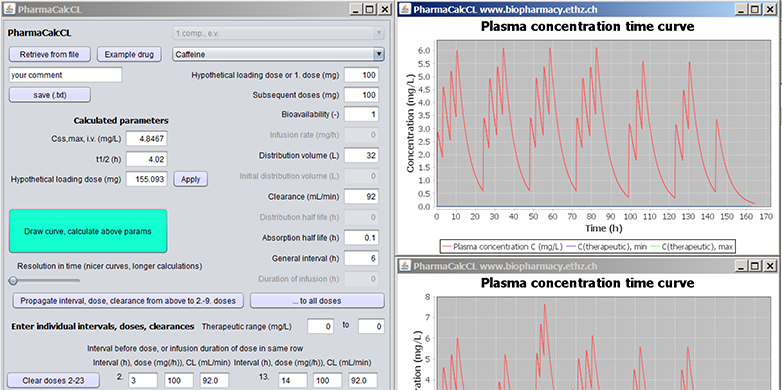 PharmaCalcCL
PharmaCalcCL
1 comp., e.v.
Retrieve from file
Example drug
Caffeine
your comment
Hypothetical loading dose or 1. dose (mg)
100
save (.txt)
Subsequent doses (mg)
100
Calculated parameters
Bioavailability (-)
1
Css,max, i.v. (mg/L)
4.8467
Infusion rate (mg/h)
0
t1/2 (h)
4.02
Distribution volume (L)
32
Hypothetical loading dose (mg)
155.093
Apply
Initial distribution volume (L)
0
Clearance (mL/min)
92
Draw curve, calculate above params
Distribution half life (h)
0
Absorption half life (h)
0.1
Resolution in time (nicer curves, longer calculations)
General interval (h)
6
Duration of infusion (h)
0
Propagate interval, dose, clearance from above to 2.-9. doses
... to all doses
Enter individual intervals, doses, clearances
Therapeutic range (mg/L)
0
to
0
Interval before dose, or infusion duration of dose in same row
Interval (h), dose (mg(/h)), CL (mL/min)
Interval (h), dose (mg(/h)), CL (mL/min)
Clear doses 2-23
2.
3
100
92.0
13.
14
100
92.0
PharmaCalcCL www.biopharmacy.ethz.ch
Plasma concentration time curve
Concentration (mg/L)
6.0
5.5
5.0
4.5
4.0
3.5
3.0
2.5
2.0
1.5
1.0
0.5
0.0
0 10 20 30 40 50 60 70 80 90 100 110 120 130 140 150 160 170
Time (h)
Plasma concentration C (mg/L)
C(therapeutic), min
C(therapeutic), max
PharmaCalcCL www.biopharmacy.ethz.ch
Plasma concentration time curve
ration (mg/L)
8
7
6
5
4